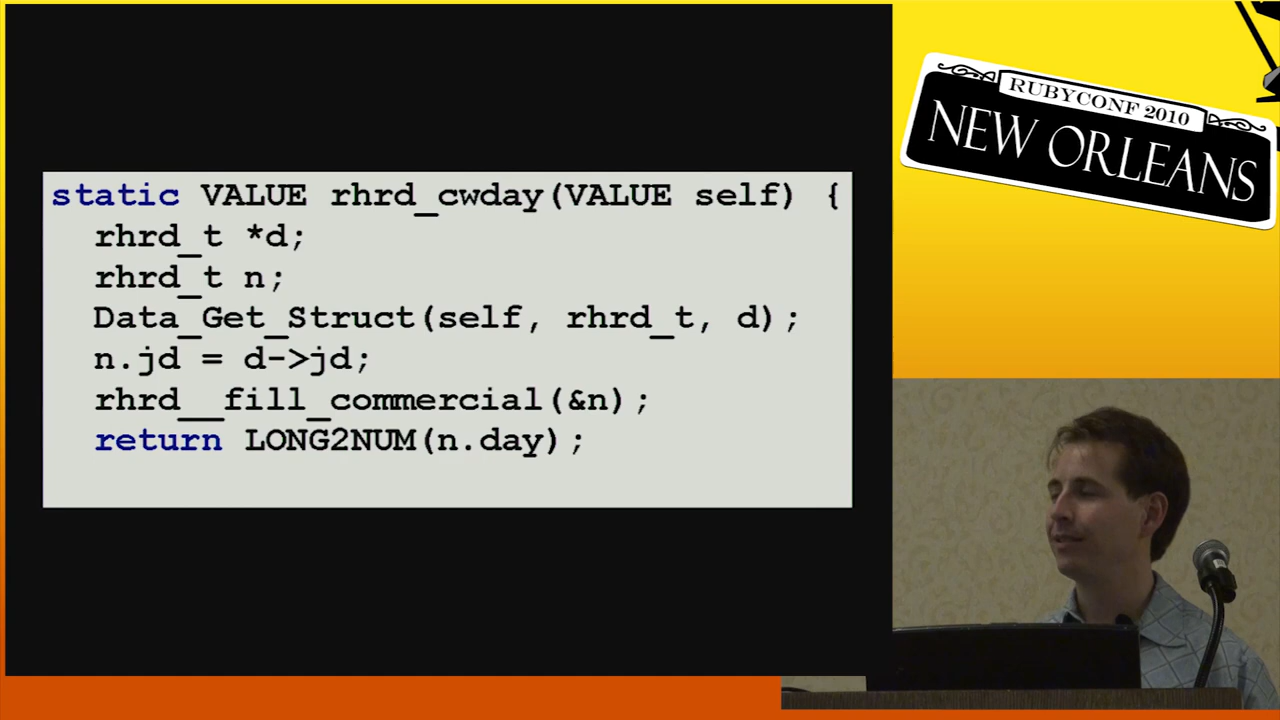 static VALUE rhrd_cwday(VALUE self) {
  rhrd_t *d;
  rhrd_t n;
  Data_Get_Struct(self, rhrd_t, d);
  n.jd = d->jd;
  rhrd__fill_commercial(&n);
  return LONG2NUM(n.day);
RUBYCONF 2010
NEW ORLEANS